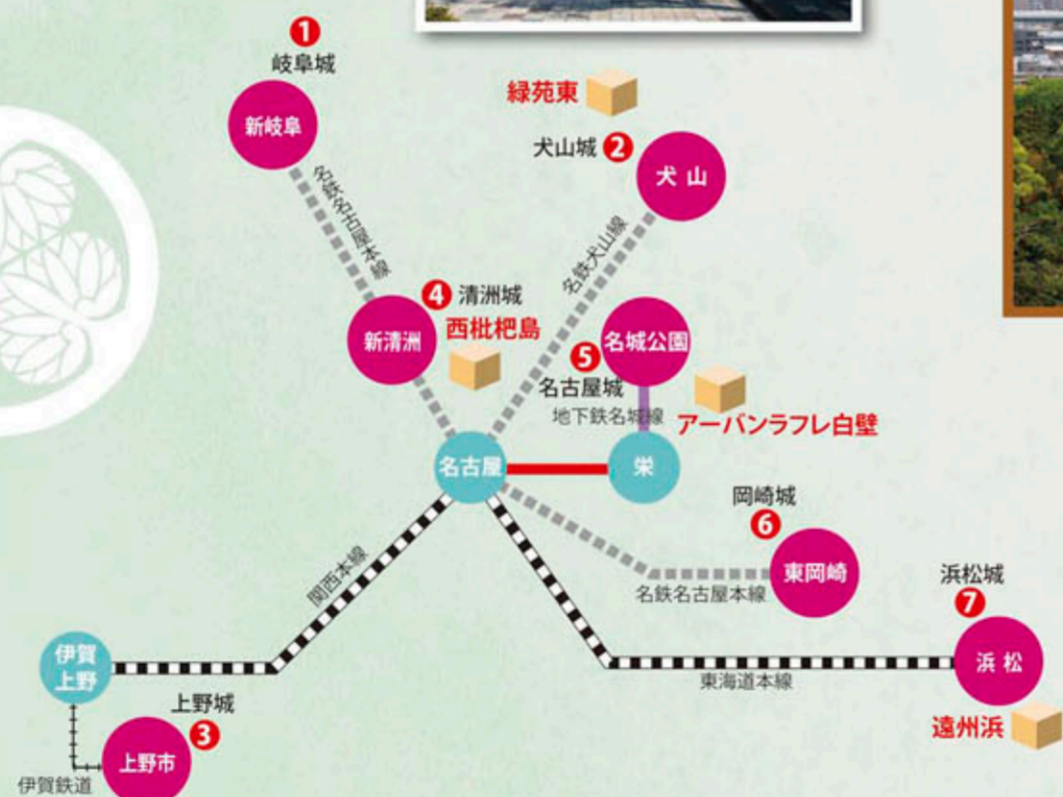 1
岐阜城
新岐阜
名鉄名古屋本線
緑苑東
犬山城 2
犬山
名鉄犬山線
4 清洲城
新清洲
西枇杷島
名城公園
5
名古屋城
地下鉄名城線
アーバンラフレ白壁
名古屋
栄
岡崎城
6
東岡崎
名鉄名古屋本線
浜松城
7
浜松
東海道本線
遠州浜
関西本線
伊賀
上野
上野城
3
上野市
伊賀鉄道